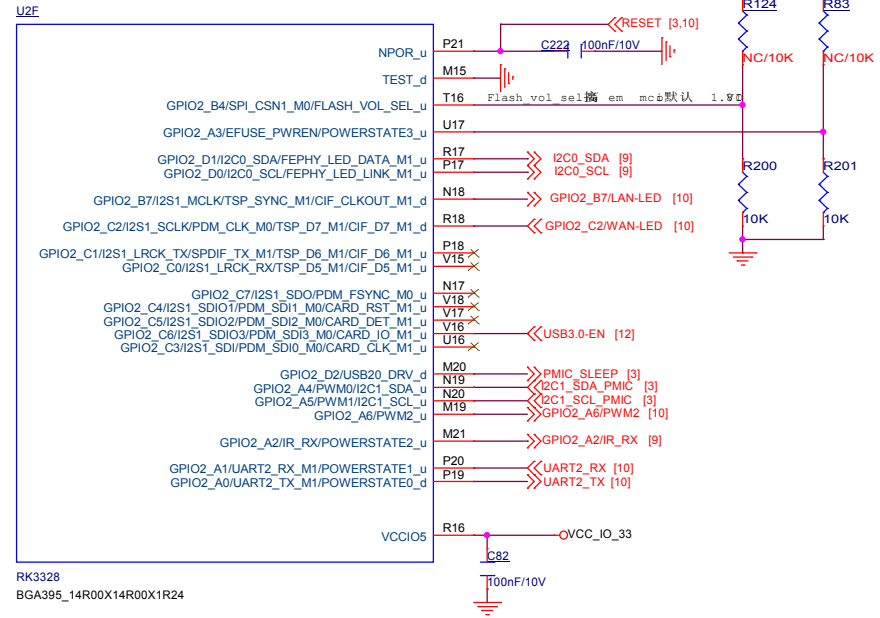 U2F
R124
R83
RESET [3,10]
NPOR_u
P21
C222
100nF/10V
NC/10K
NC/10K
TEST_d
M15
GPIO2_B4/SPI_CSN1_M0/FLASH_VOL_SEL_u
T16
GPIO2_A3/EFUSE_PWREN/POWERSTATE3_u
U17
GPIO2_D1/I2C0_SDA/FEPHY_LED_DATA_M1_u
R17
I2C0_SDA [9]
GPIO2_D0/I2C0_SCL/FEPHY_LED_LINK_M1_u
P17
I2C0_SCL [9]
R200
R201
GPIO2_B7/I2S1_MCLK/TSP_SYNC_M1/CIF_CLKOUT_M1_d
N18
GPIO2_B7/LAN-LED [10]
10K
10K
GPIO2_C2/I2S1_SCLK/PDM_CLK_M0/TSP_D7_M1/CIF_D7_M1_d
R18
GPIO2_C2/WAN-LED [10]
GPIO2_C1/I2S1_LRCK_TX/SPDIF_TX_M1/TSP_D6_M1/CIF_D6_M1_u
P18
GPIO2_C0/I2S1_LRCK_RX/TSP_D5_M1/CIF_D5_M1_u
V15
GPIO2_C7/I2S1_SDO/PDM_FSYNC_M0_u
N17
GPIO2_C4/I2S1_SDIO1/PDM_SDI1_M0/CARD_RST_M1_u
V18
GPIO2_C5/I2S1_SDIO2/PDM_SDI2_M0/CARD_DET_M1_u
V17
GPIO2_C6/I2S1_SDIO3/PDM_SDI3_M0/CARD_IO_M1_u
V16
USB3.0-EN [12]
GPIO2_C3/I2S1_SDI/PDM_SDI0_M0/CARD_CLK_M1_u
U16
GPIO2_D2/USB20_DRV_d
M20
PMIC_SLEEP [3]
GPIO2_A4/PWM0/I2C1_SDA_u
N19
I2C1_SDA_PMIC [3]
GPIO2_A5/PWM1/I2C1_SCL_u
N20
I2C1_SCL_PMIC [3]
GPIO2_A6/PWM2_u
M19
GPIO2_A6/PWM2 [10]
GPIO2_A2/IR_RX/POWERSTATE2_u
M21
GPIO2_A2/IR_RX [9]
GPIO2_A1/UART2_RX_M1/POWERSTATE1_u
P20
UART2_RX [10]
GPIO2_A0/UART2_TX_M1/POWERSTATE0_d
P19
UART2_TX [10]
VCCIO5
R16
VCC_IO_33
C82
100nF/10V
RK3328
BGA395_14R00X14R00X1R24